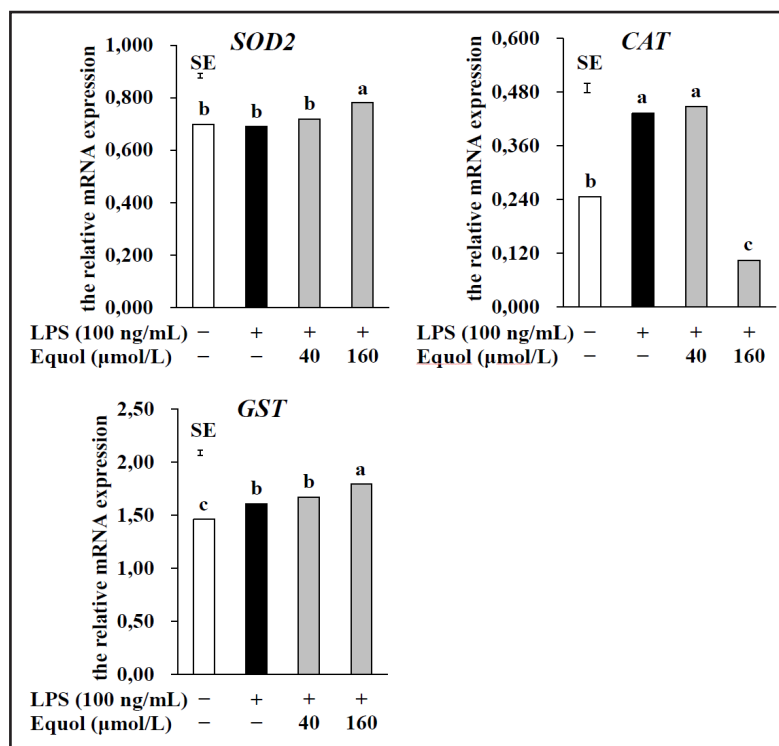 SOD2
the relative mRNA expression
1,000
0,800
0,600
0,400
0,200
0,000
SE
b b b a
LPS (100 ng/mL) − + + +
Equol (μmol/L) − − 40 160
CAT
the relative mRNA expression
0,600
0,480
0,360
0,240
0,120
0,000
SE
b a a c
LPS (100 ng/mL) − + + +
Equol (μmol/L) − − 40 160
GST
the relative mRNA expression
2,50
2,00
1,50
1,00
0,50
0,00
SE
c b b a
LPS (100 ng/mL) − + + +
Equol (μmol/L) − − 40 160